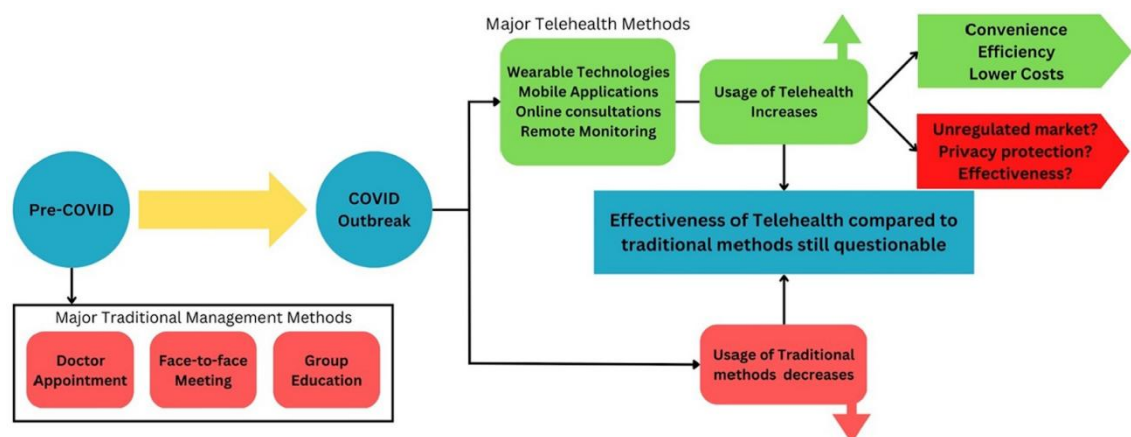 Major Telehealth Methods
Wearable Technologies
Mobile Applications
Online consultations
Remote Monitoring
Usage of Telehealth
Increases
Convenience
Efficiency
Lower Costs
Unregulated market?
Privacy protection?
Effectiveness?
Pre-COVID
COVID
Outbreak
Effectiveness of Telehealth compared to
traditional methods still questionable
Major Traditional Management Methods
Doctor
Appointment
Face-to-face
Meeting
Group
Education
Usage of Traditional
methods decreases